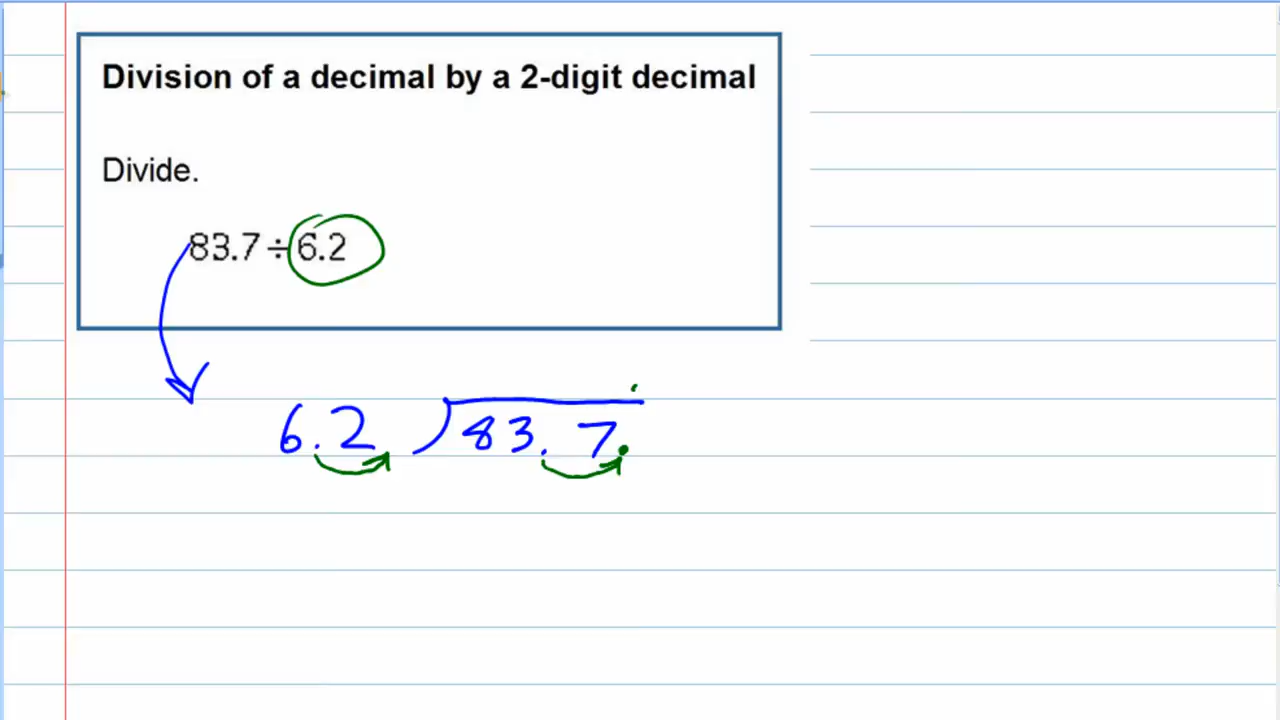 Division of a decimal by a 2-digit decimal
Divide.
83.7 ÷ 6.2
6.2 ) 83.7.